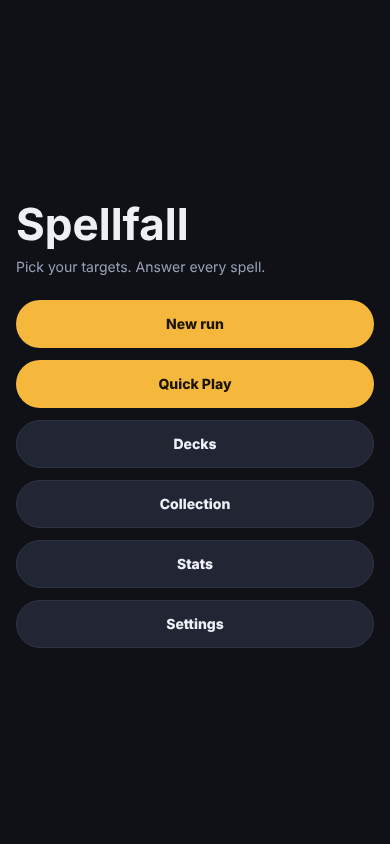 Spellfall
Pick your targets. Answer every spell.
New run
Quick Play
Decks
Collection
Stats
Settings